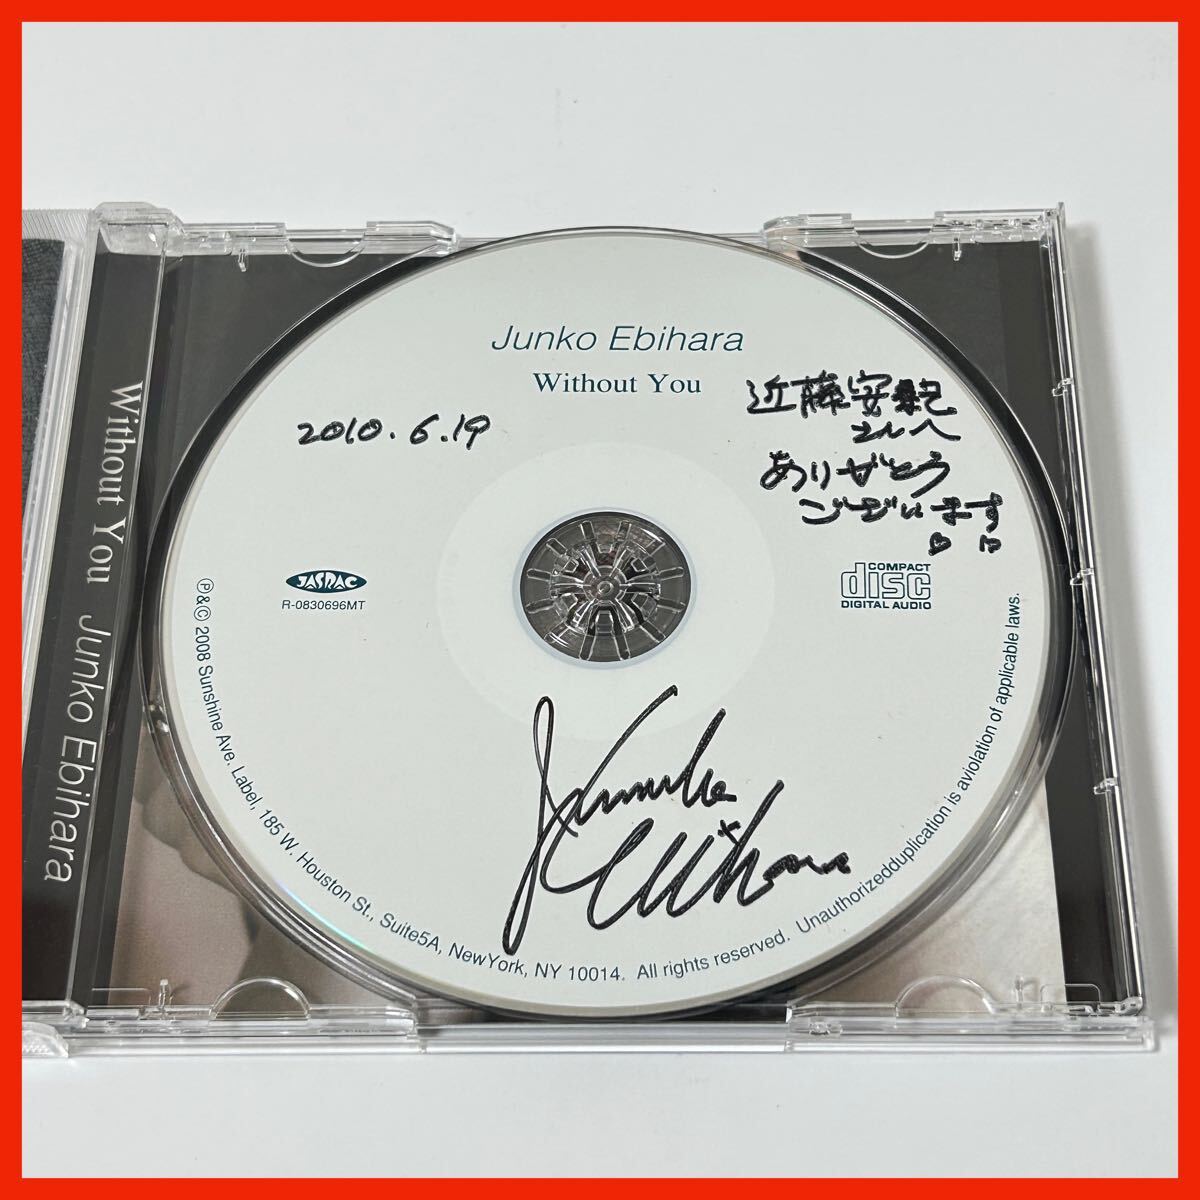 Junko Ebihara
Without You
2010.6.19
近藤安紀
さんへ
ありがとう
ございます
JASRAC
R-0830696MT
COMPACT
disc
DIGITAL AUDIO
Junko
Ebihara
℗&© 2008 Sunshine Ave. Label, 185 W. Houston St., Suite5A, NewYork, NY 10014. All rights reserved. Unauthorizedduplication is aviolation of applicable laws.
Without You Junko Ebihara